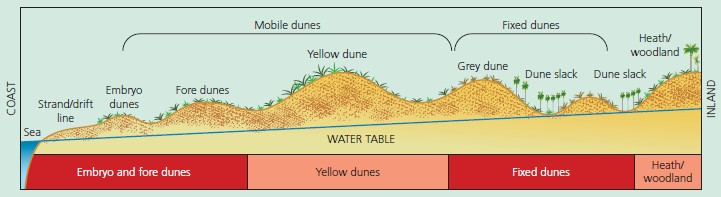 Mobile dunes
Fixed dunes
Yellow dune
Heath/
woodland
Grey dune
Embryo
dunes
Fore dunes
Dune slack
Dune slack
Strand/drift
line
COAST
INLAND
Sea
WATER TABLE
Embryo and fore dunes
Yellow dunes
Fixed dunes
Heath/
woodland